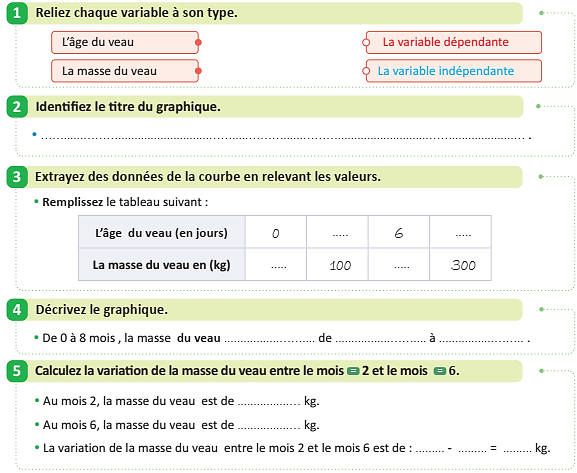 1 Reliez chaque variable à son type.
L'âge du veau La variable dépendante
La masse du veau La variable indépendante
2 Identifiez le titre du graphique.
• ........................................................................ .
3 Extrayez des données de la courbe en relevant les valeurs.
• Remplissez le tableau suivant :
L'âge du veau (en jours) 0 ..... 6 .....
La masse du veau en (kg) ..... 100 ..... 300
4 Décrivez le graphique.
• De 0 à 8 mois , la masse du veau .......................... de .......................... à ........................ .
5 Calculez la variation de la masse du veau entre le mois = 2 et le mois = 6.
• Au mois 2, la masse du veau est de .................. kg.
• Au mois 6, la masse du veau est de .................. kg.
• La variation de la masse du veau entre le mois 2 et le mois 6 est de : ......... - ......... = ......... kg.